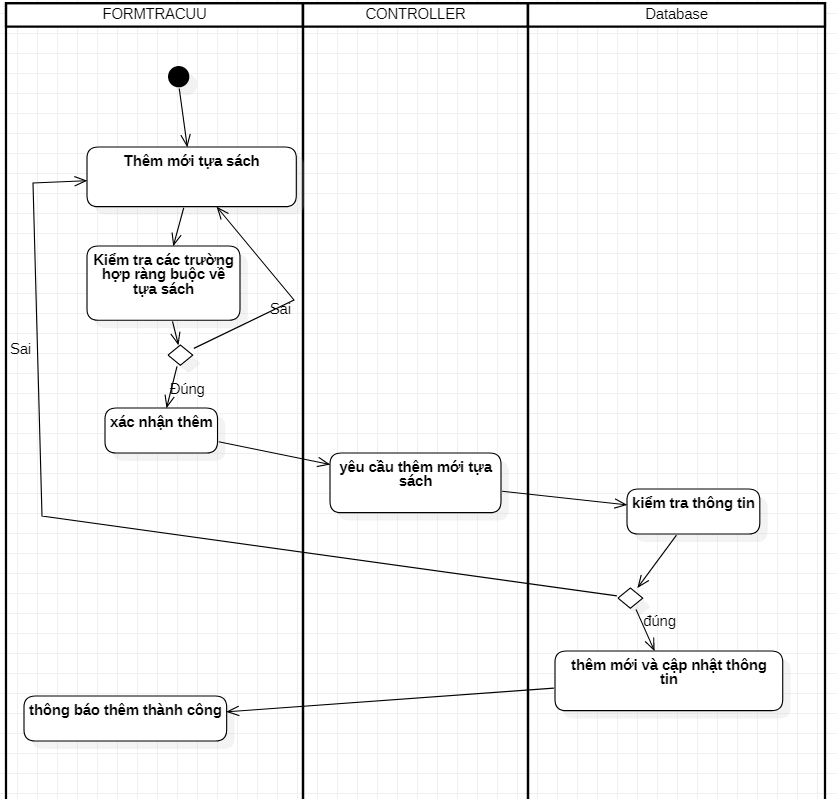 FORMTRACUU
CONTROLLER
Database
Thêm mới tựa sách
Kiểm tra các trường
hợp ràng buộc về
tựa sách
Sai
Sai
Đúng
xác nhận thêm
yêu cầu thêm mới tựa
sách
kiểm tra thông tin
đúng
thêm mới và cập nhật thông
tin
thông báo thêm thành công